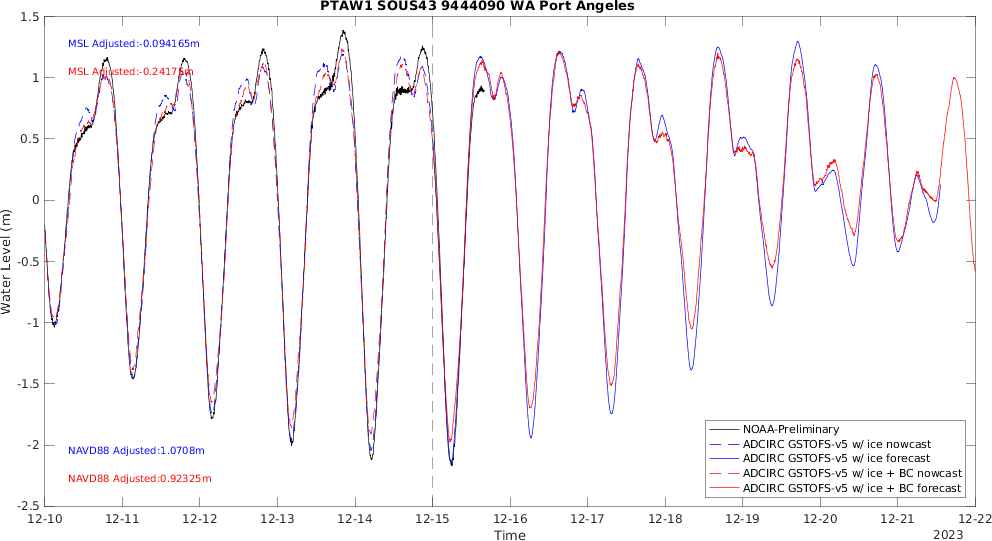 PTAW1 SOUS43 9444090 WA Port Angeles
1.5
MSL Adjusted:-0.094165m
MSL Adjusted:-0.24175m
1
0.5
0
-0.5
-1
-1.5
-2
-2.5
Water Level (m)
NAVD88 Adjusted:1.0708m
NAVD88 Adjusted:0.92325m
NOAA-Preliminary
ADCIRC GSTOFS-v5 w/ ice nowcast
ADCIRC GSTOFS-v5 w/ ice forecast
ADCIRC GSTOFS-v5 w/ ice + BC nowcast
ADCIRC GSTOFS-v5 w/ ice + BC forecast
12-10 12-11 12-12 12-13 12-14 12-15 12-16 12-17 12-18 12-19 12-20 12-21 12-22
Time
2023